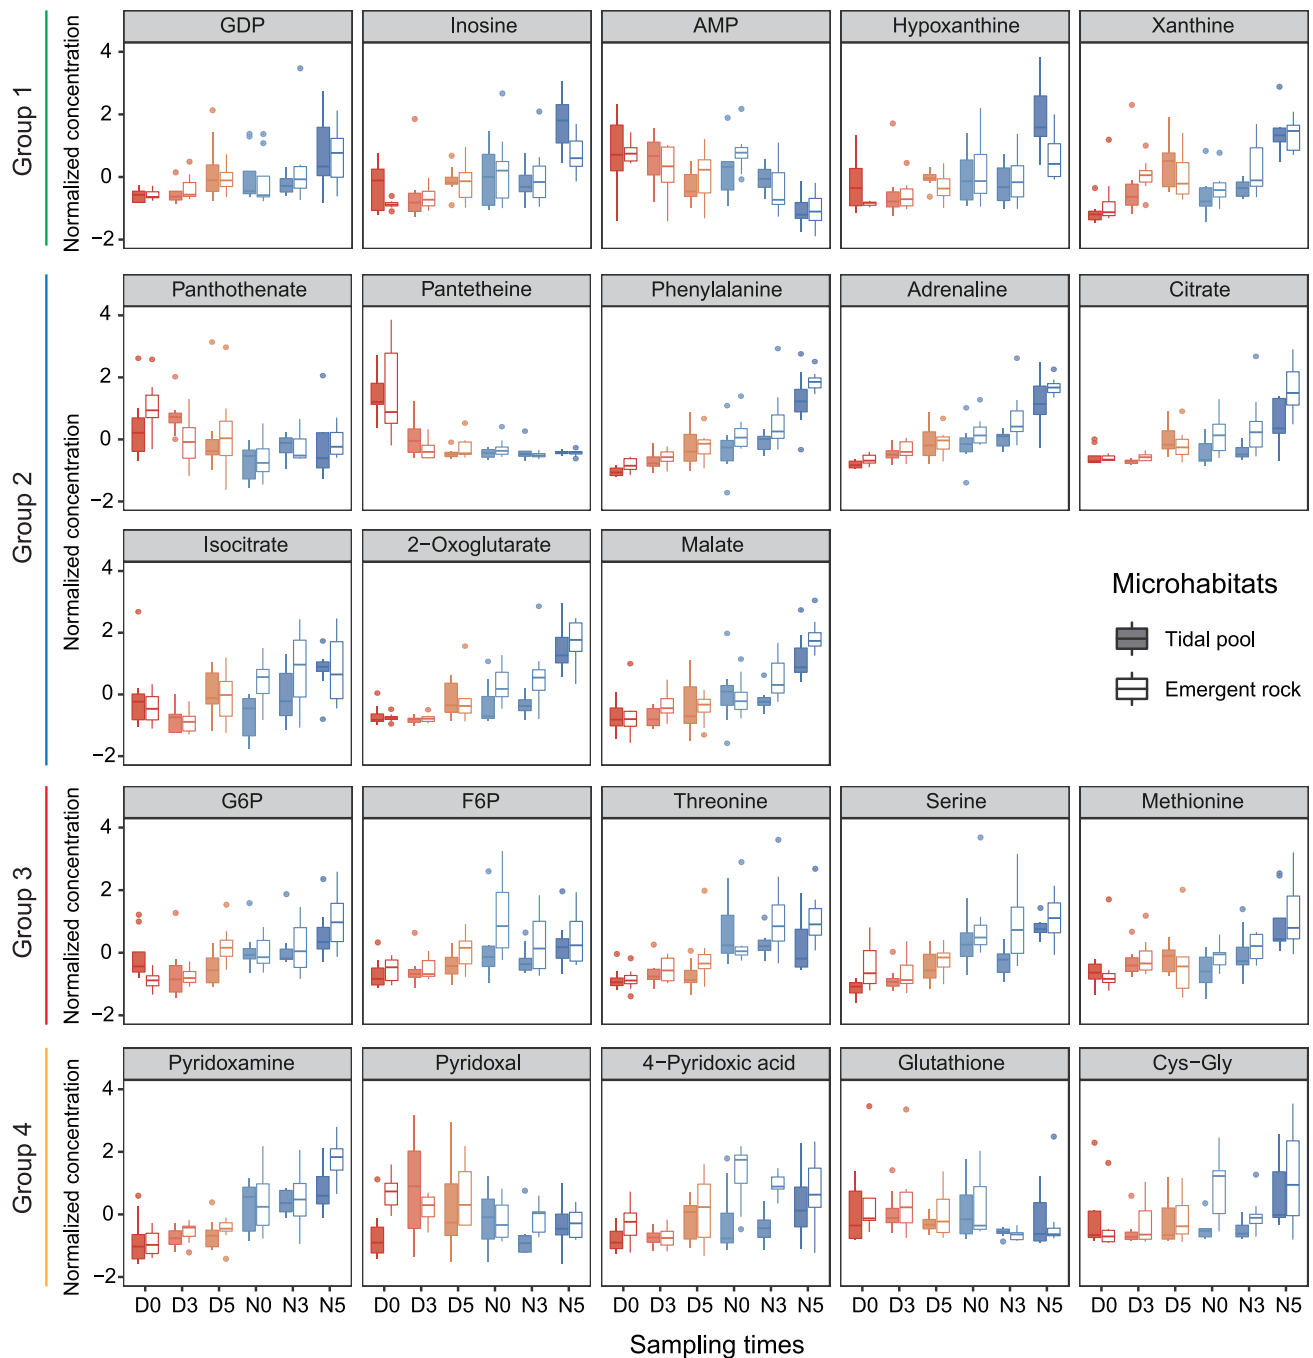 Group 1
Normalized concentration
GDP Inosine AMP Hypoxanthine Xanthine
4
2
0
−2
Group 2
Normalized concentration
Panthothenate Pantetheine Phenylalanine Adrenaline Citrate
4
2
0
−2
Normalized concentration
Isocitrate 2−Oxoglutarate Malate
4
2
0
−2
Microhabitats
Tidal pool
Emergent rock
Group 3
Normalized concentration
G6P F6P Threonine Serine Methionine
4
2
0
−2
Group 4
Normalized concentration
Pyridoxamine Pyridoxal 4−Pyridoxic acid Glutathione Cys−Gly
4
2
0
−2
D0 D3 D5 N0 N3 N5 D0 D3 D5 N0 N3 N5 D0 D3 D5 N0 N3 N5 D0 D3 D5 N0 N3 N5 D0 D3 D5 N0 N3 N5
Sampling times